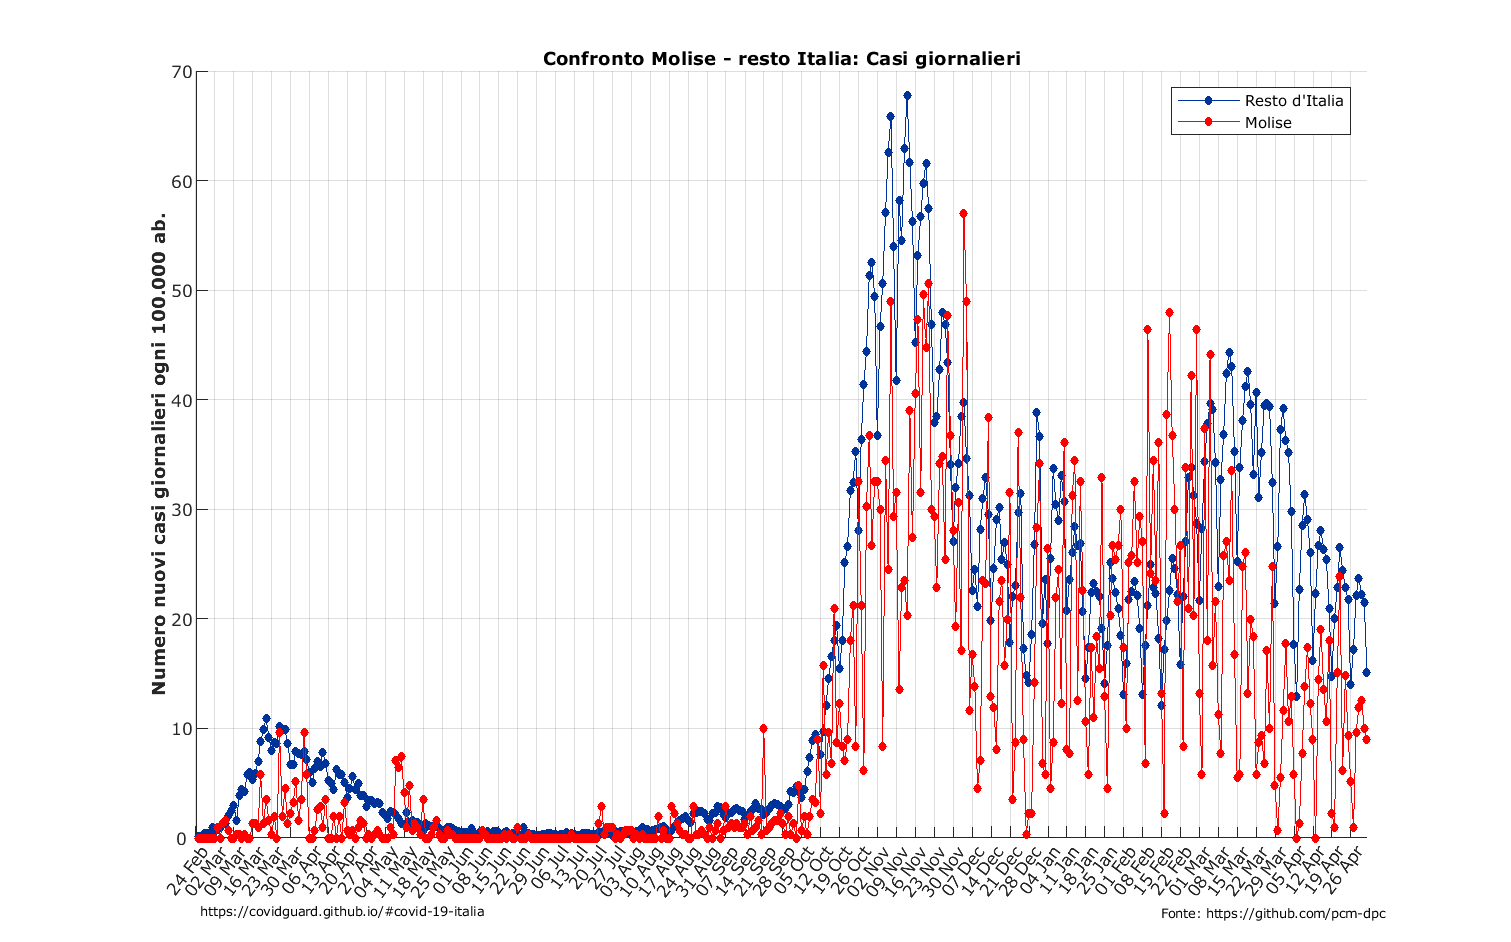 Confronto Molise - resto Italia: Casi giornalieri
Resto d'Italia
Molise
Numero nuovi casi giornalieri ogni 100.000 ab.
70
60
50
40
30
20
10
0
24 Feb
02 Mar
09 Mar
16 Mar
23 Mar
30 Mar
06 Apr
13 Apr
20 Apr
27 Apr
04 May
11 May
18 May
25 May
01 Jun
08 Jun
15 Jun
22 Jun
29 Jun
06 Jul
13 Jul
20 Jul
27 Jul
03 Aug
10 Aug
17 Aug
24 Aug
31 Aug
07 Sep
14 Sep
21 Sep
28 Sep
05 Oct
12 Oct
19 Oct
26 Oct
02 Nov
09 Nov
16 Nov
23 Nov
30 Nov
07 Dec
14 Dec
21 Dec
28 Dec
04 Jan
11 Jan
18 Jan
25 Jan
01 Feb
08 Feb
15 Feb
22 Feb
01 Mar
08 Mar
15 Mar
22 Mar
29 Mar
05 Apr
12 Apr
19 Apr
26 Apr
https://covidguard.github.io/#covid-19-italia
Fonte: https://github.com/pcm-dpc